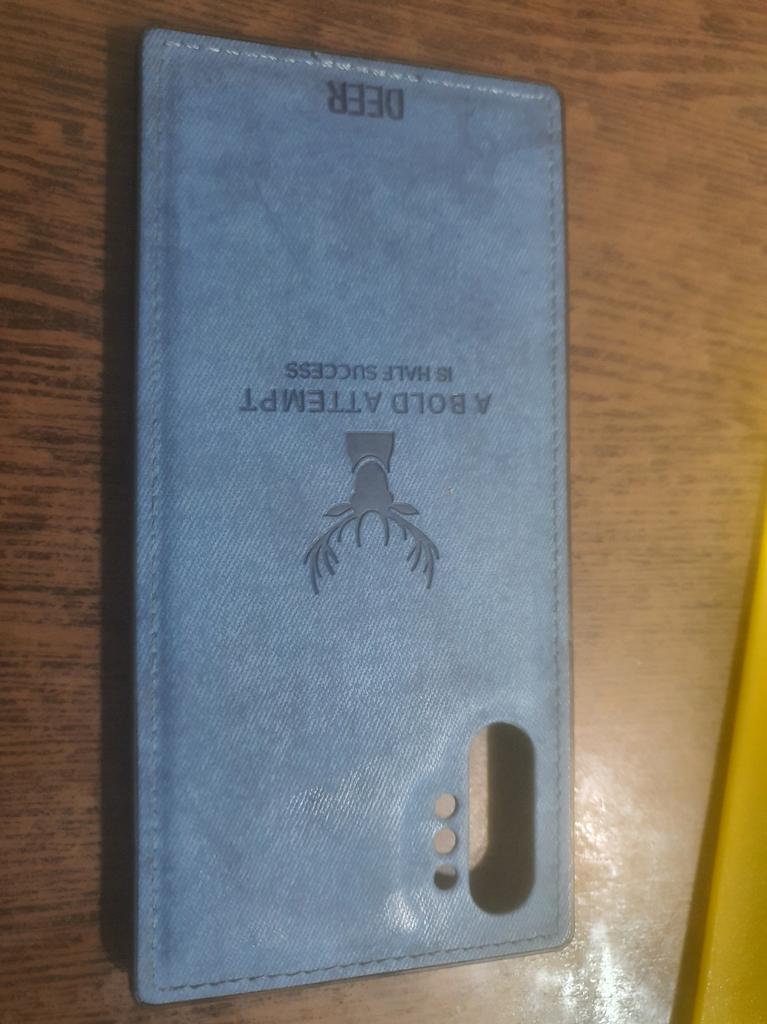 A BOLD ATTEMPT
IS HALF SUCCESS
DEER